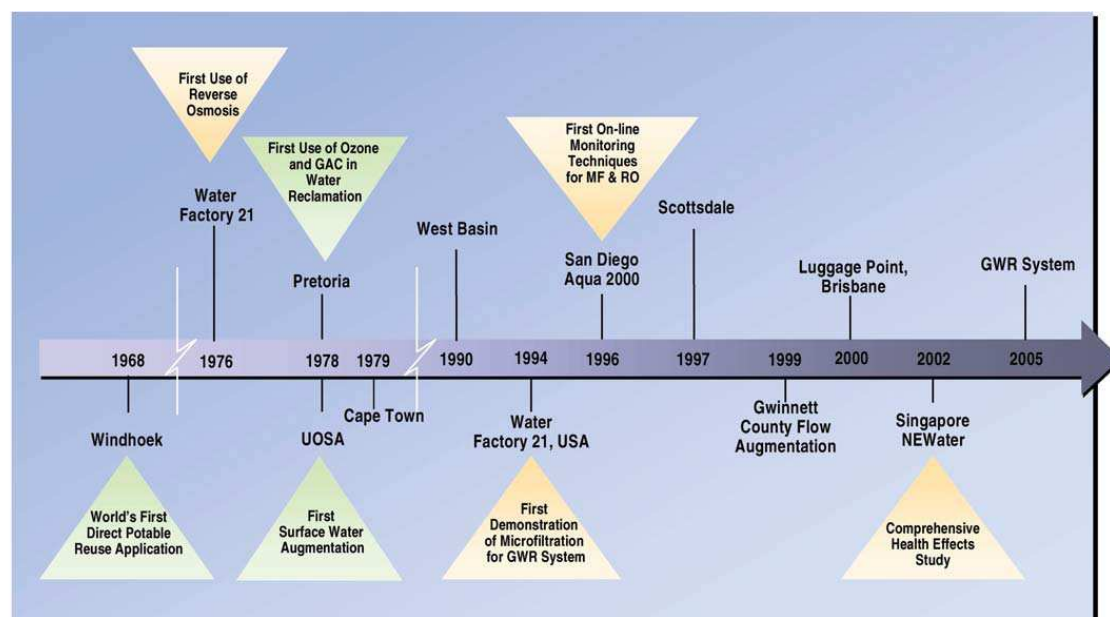 First Use of
Reverse
Osmosis
Water
Factory 21
First Use of Ozone
and GAC in
Water
Reclamation
Pretoria
West Basin
First On-line
Monitoring
Techniques
for MF & RO
San Diego
Aqua 2000
Scottsdale
Luggage Point,
Brisbane
GWR System
1968 1976 1978 1979 1990 1994 1996 1997 1999 2000 2002 2005
Windhoek
World's First
Direct Potable
Reuse Application
UOSA
First
Surface Water
Augmentation
Cape Town
Water
Factory 21, USA
First
Demonstration
of Microfiltration
for GWR System
Gwinnett
County Flow
Augmentation
Singapore
NEWater
Comprehensive
Health Effects
Study